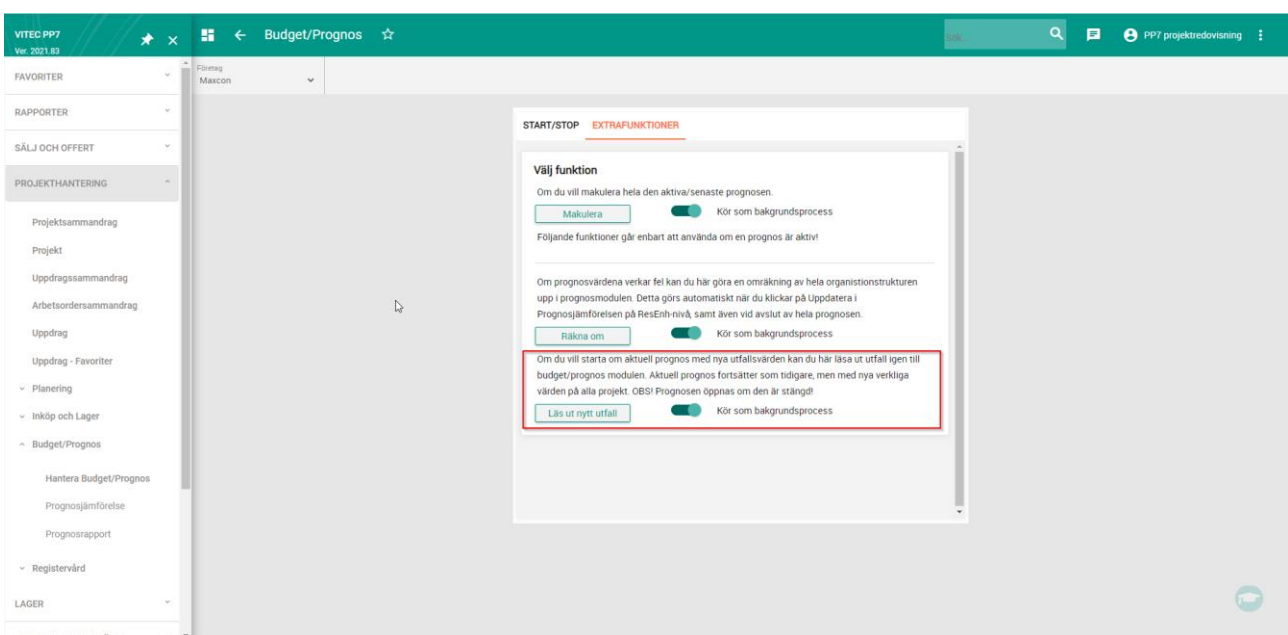 VITEC PP7
Ver. 2021.83
Budget/Prognos
Sök...
PP7 projektredovisning
FAVORITER
RAPPORTER
SÄLJ OCH OFFERT
PROJEKTHANTERING
Projektsammandrag
Projekt
Uppdragssammandrag
Arbetsordersammandrag
Uppdrag
Uppdrag - Favoriter
Planering
Inköp och Lager
Budget/Prognos
Hantera Budget/Prognos
Prognosjämförelse
Prognosrapport
Registervård
LAGER
Företag
Maxcon
START/STOP EXTRAFUNKTIONER
Välj funktion
Om du vill makulera hela den aktiva/senaste prognosen.
Makulera Kör som bakgrundsprocess
Följande funktioner går enbart att använda om en prognos är aktiv!
Om prognosvärdena verkar fel kan du här göra en omräkning av hela organistionstrukturen
upp i prognosmodulen. Detta görs automatiskt när du klickar på Uppdatera i
Prognosjämförelsen på ResEnh-nivå, samt även vid avslut av hela prognosen.
Räkna om Kör som bakgrundsprocess
Om du vill starta om aktuell prognos med nya utfallsvärden kan du här läsa ut utfall igen till
budget/prognos modulen. Aktuell prognos fortsätter som tidigare, men med nya verkliga
värden på alla projekt. OBS! Prognosen öppnas om den är stängd!
Läs ut nytt utfall Kör som bakgrundsprocess